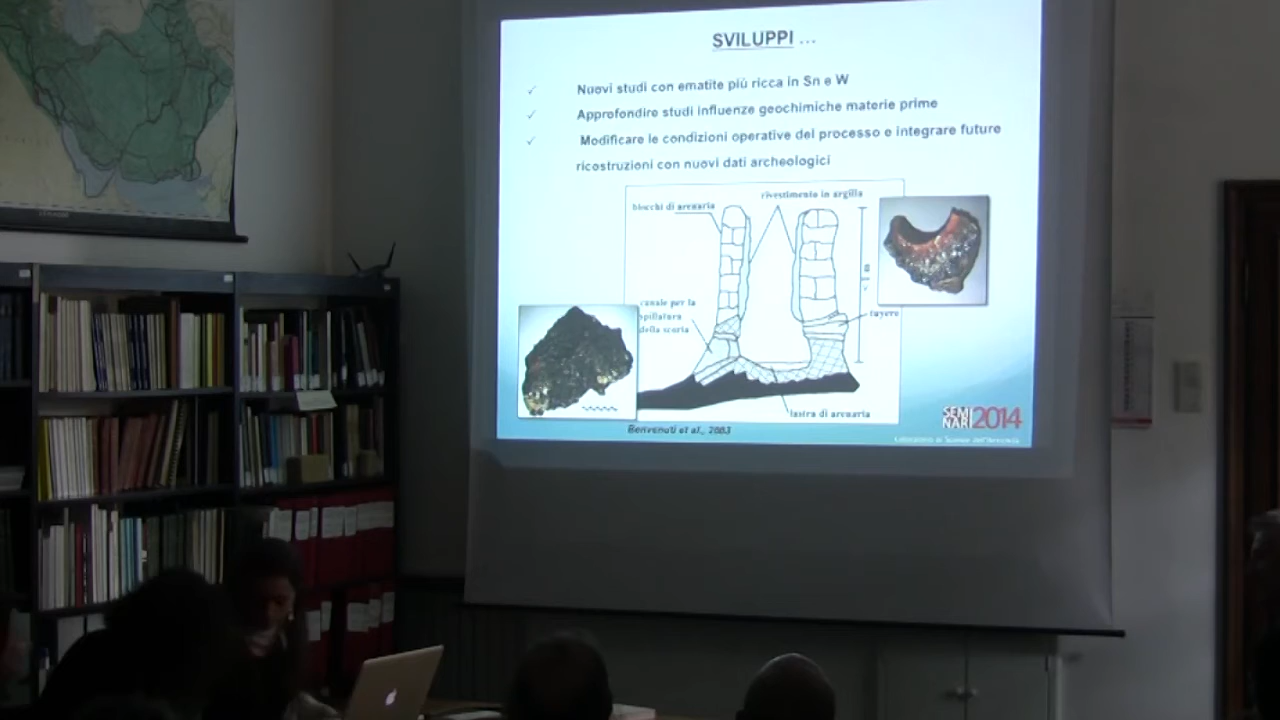 SVILUPPI ...
✓ Nuovi studi con ematite più ricca in Sn e W
✓ Approfondire studi influenze geochimiche materie prime
✓ Modificare le condizioni operative del processo e integrare future
ricostruzioni con nuovi dati archeologici
rivestimento in argilla
blocchi di arenaria
canale per la
spillatura
della scoria
tuyere
lastra di arenaria
Benvenuti et al., 2003
SEMI
NARI 2014